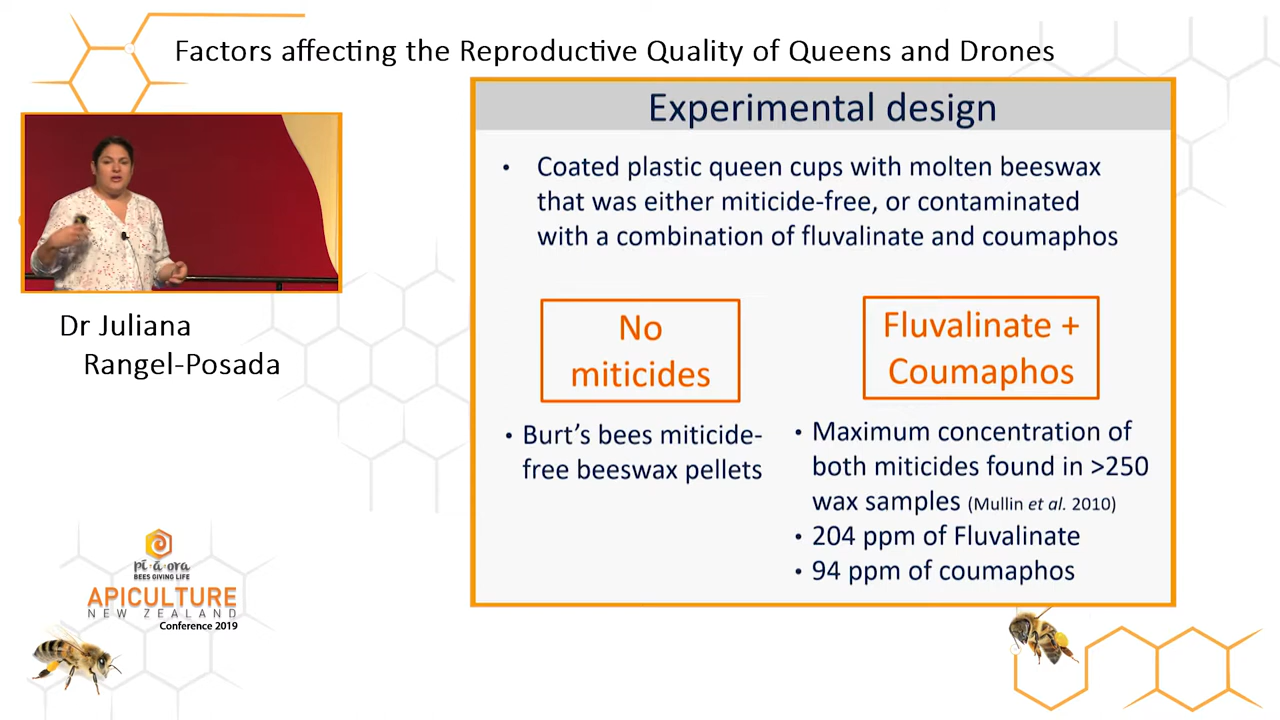 Factors affecting the Reproductive Quality of Queens and Drones
Experimental design
• Coated plastic queen cups with molten beeswax
that was either miticide-free, or contaminated
with a combination of fluvalinate and coumaphos
No
miticides
• Burt's bees miticide-
free beeswax pellets
Fluvalinate +
Coumaphos
• Maximum concentration of
both miticides found in >250
wax samples (Mullin et al. 2010)
• 204 ppm of Fluvalinate
• 94 ppm of coumaphos
Dr Juliana
Rangel-Posada
pī·ā·ora
BEES GIVING LIFE
APICULTURE
NEW ZEALAND
Conference 2019